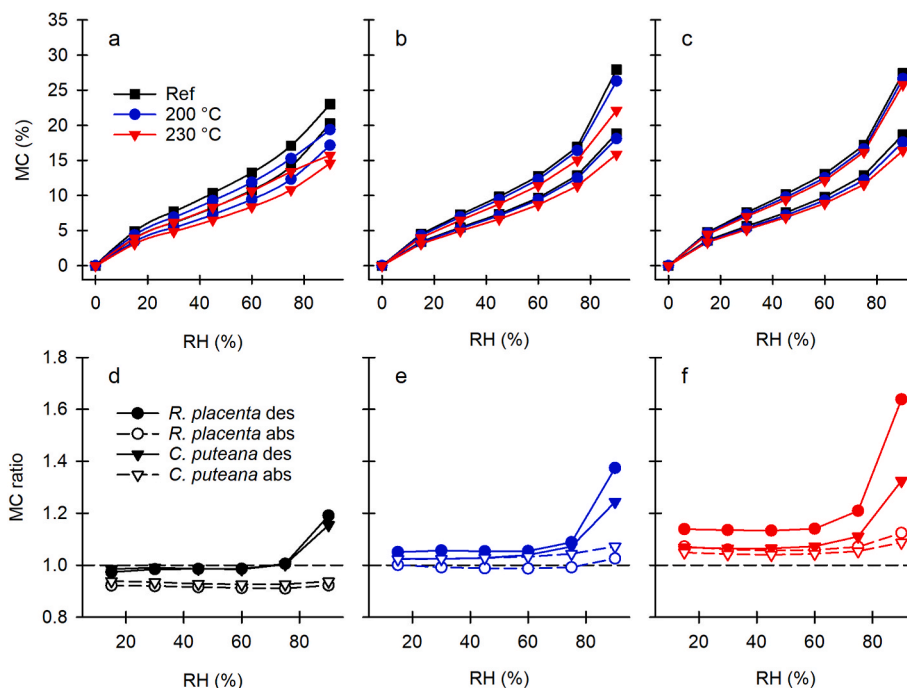 a
b
c
35
30
25
20
15
10
5
0
MC (%)
Ref
200 °C
230 °C
0 20 40 60 80
0 20 40 60 80
0 20 40 60 80
RH (%)
RH (%)
RH (%)
d
e
f
1.8
1.6
1.4
1.2
1.0
0.8
MC ratio
R. placenta des
R. placenta abs
C. puteana des
C. puteana abs
20 40 60 80
20 40 60 80
20 40 60 80
RH (%)
RH (%)
RH (%)